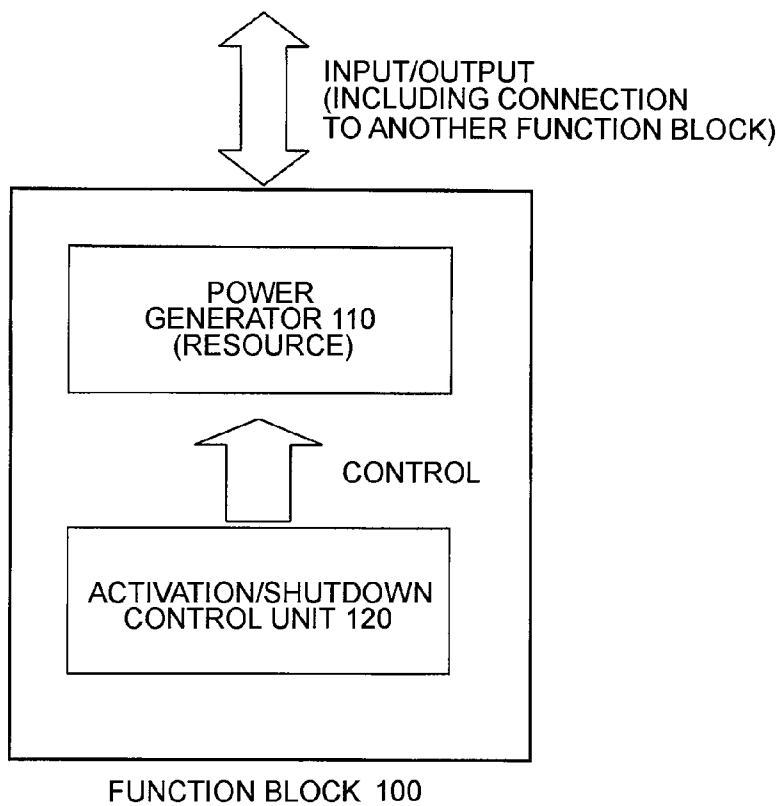 INPUT/OUTPUT
(INCLUDING CONNECTION
TO ANOTHER FUNCTION BLOCK)
POWER
GENERATOR 110
(RESOURCE)
CONTROL
ACTIVATION/SHUTDOWN
CONTROL UNIT 120
FUNCTION BLOCK 100